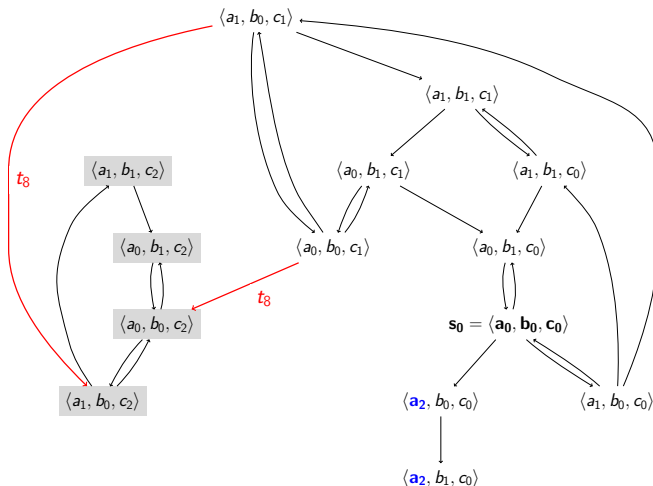 ⟨a₁, b₀, c₁⟩
⟨a₁, b₁, c₁⟩
⟨a₁, b₁, c₂⟩
⟨a₀, b₁, c₁⟩
⟨a₁, b₁, c₀⟩
t₈
⟨a₀, b₁, c₂⟩
⟨a₀, b₀, c₁⟩
⟨a₀, b₁, c₀⟩
t₈
⟨a₀, b₀, c₂⟩
s₀ = ⟨a₀, b₀, c₀⟩
⟨a₁, b₀, c₂⟩
⟨a₂, b₀, c₀⟩
⟨a₁, b₀, c₀⟩
⟨a₂, b₁, c₀⟩